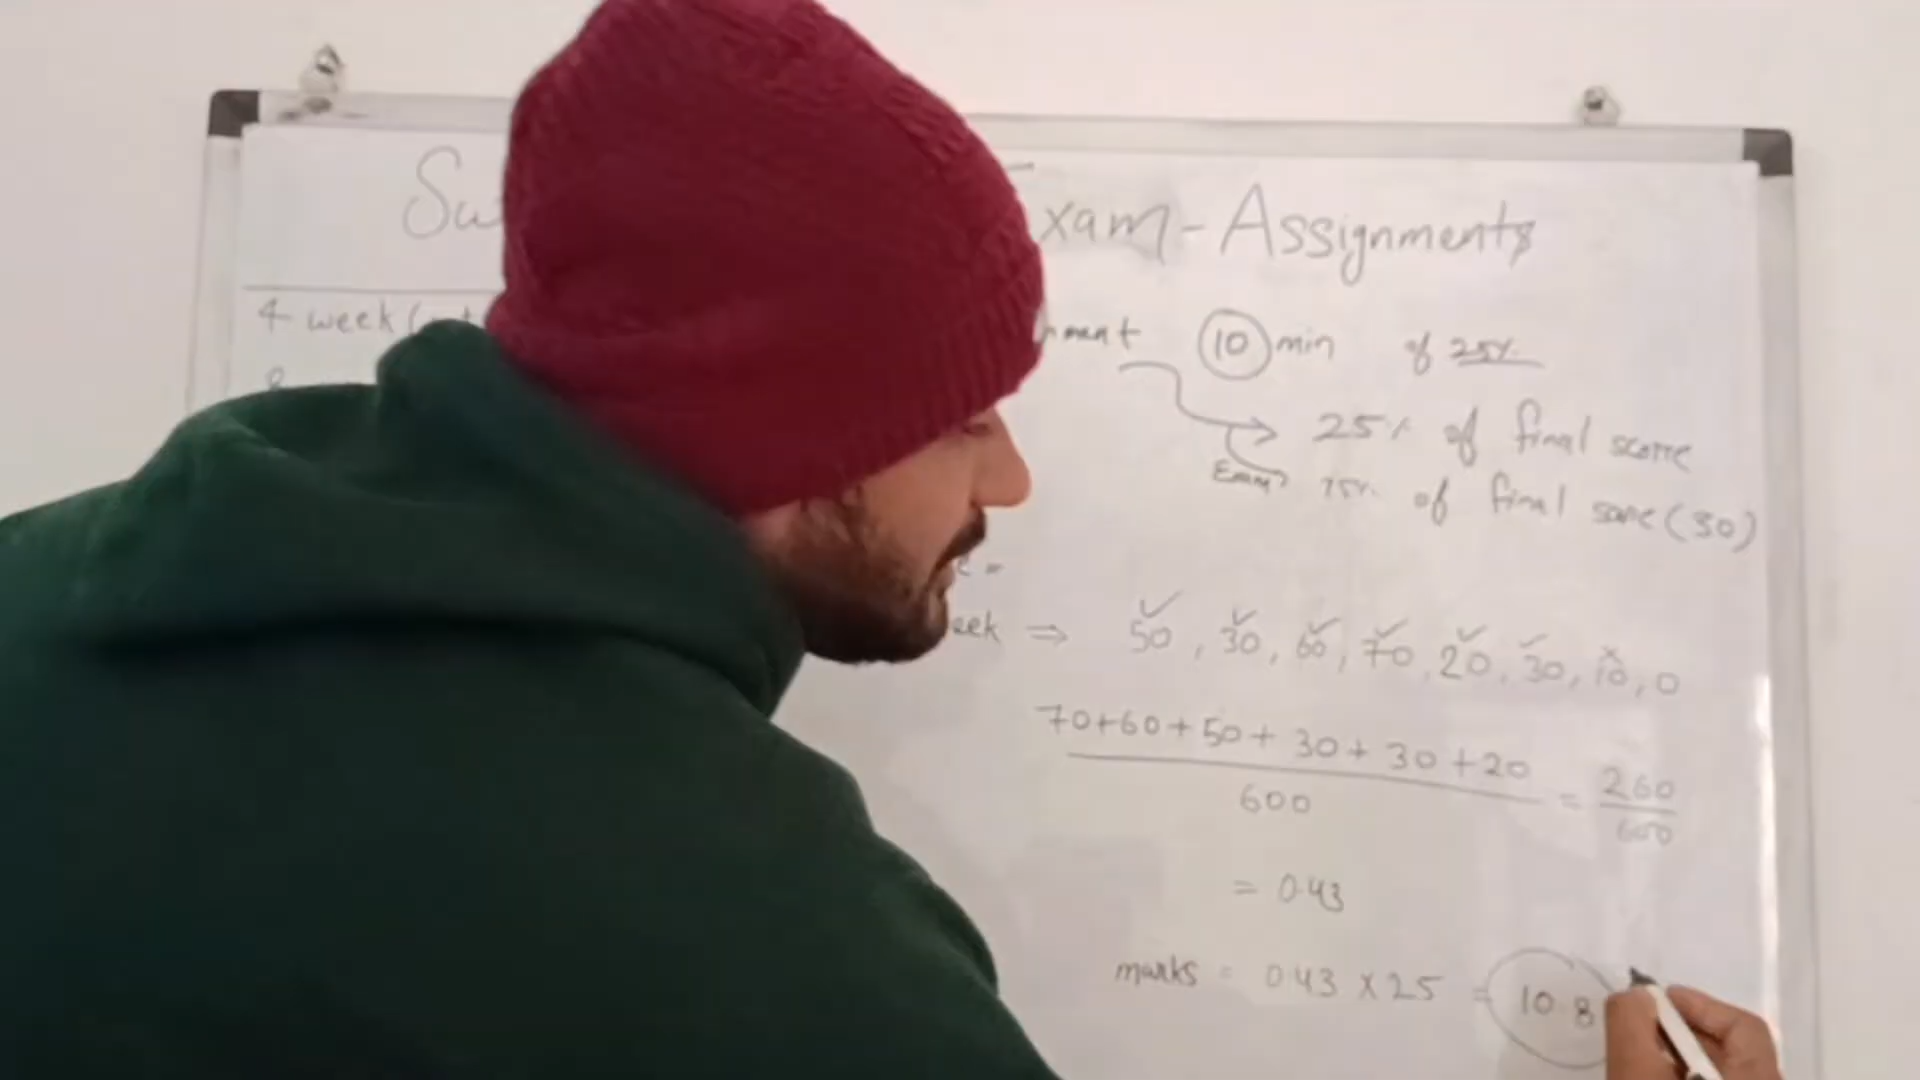 Sw xam-Assignments
4 week (
ment 10 min of 25%
25% of final score
Exam 75% of final score (30)
eek ⇒ 50, 30, 60, 70, 20, 30, 10, 0
70+60+50+30+30+20
600
= 260
600
= 0.43
marks = 0.43 x 25 = 10.8